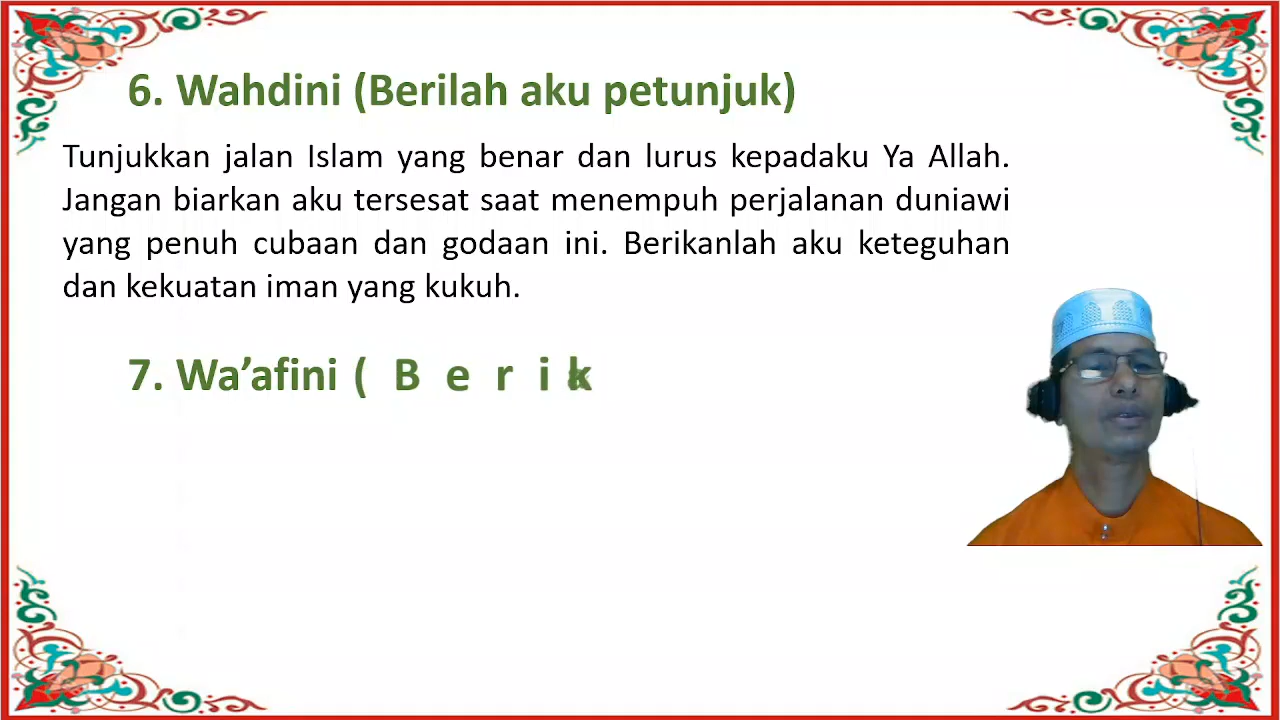 6. Wahdini (Berilah aku petunjuk)
Tunjukkan jalan Islam yang benar dan lurus kepadaku Ya Allah.
Jangan biarkan aku tersesat saat menempuh perjalanan duniawi
yang penuh cubaan dan godaan ini. Berikanlah aku keteguhan
dan kekuatan iman yang kukuh.
7. Wa’afini ( B e r i k